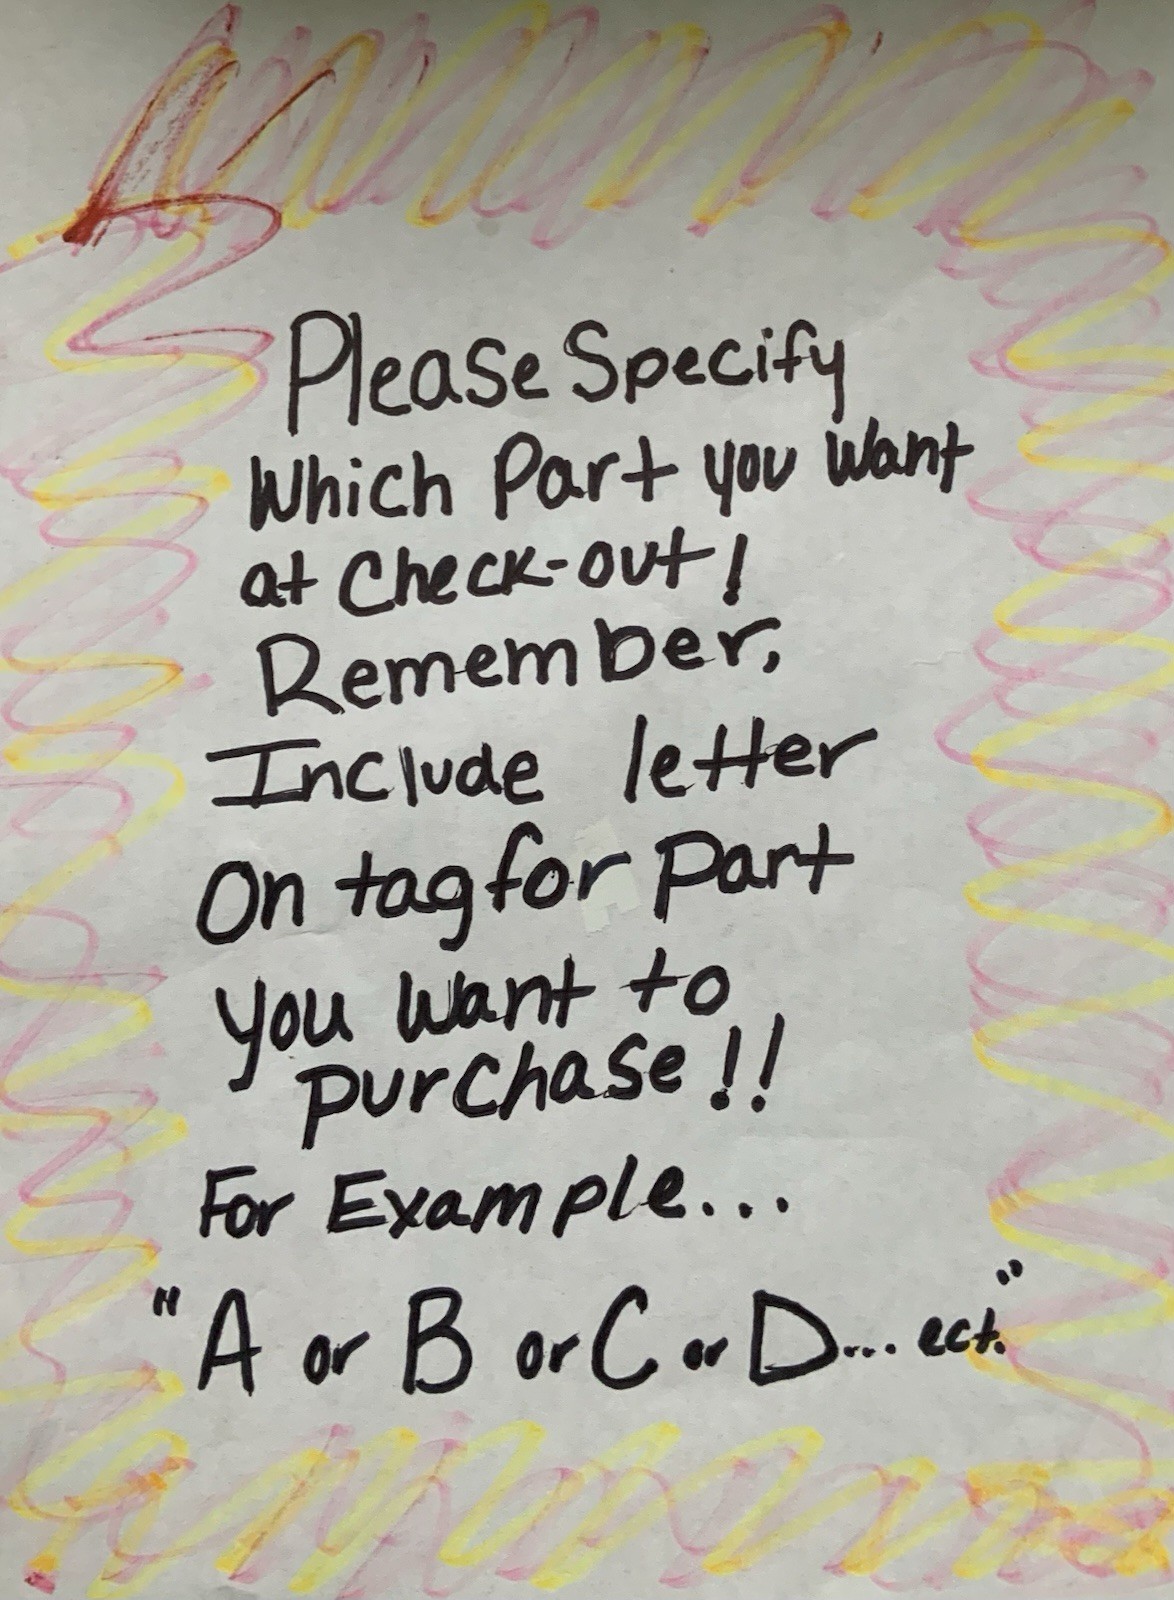 Please Specify
Which Part you Want
at Check-out!
Remember,
Include letter
On tag for Part
you Want to
purchase!!
For Example...
"A or B or C or D... ect."